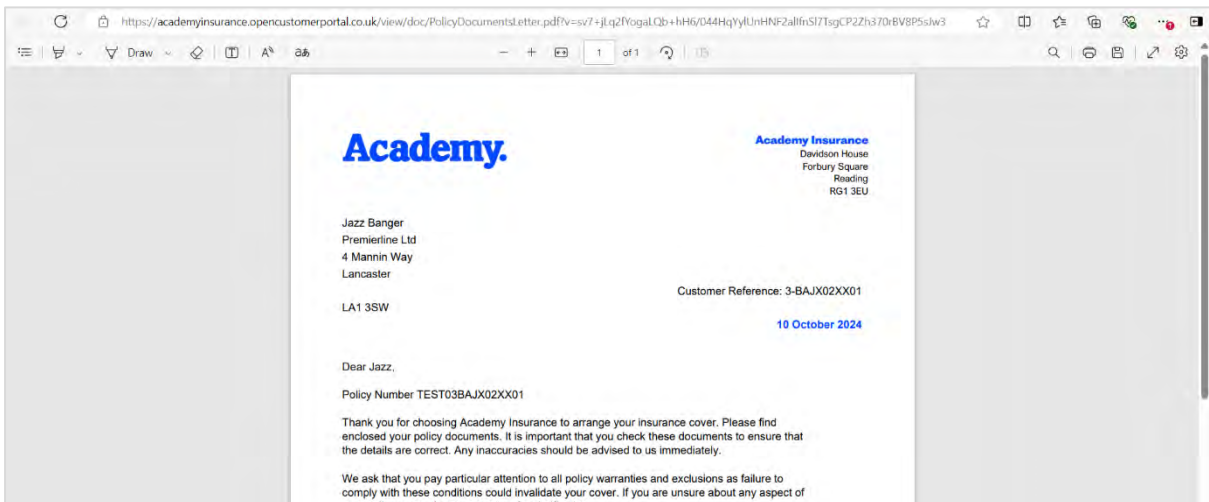 https://academyinsurance.opencustomerportal.co.uk/view/doc/PolicyDocumentsLetter.pdf?v=
Draw
aあ
1 of 1
Academy.
Academy Insurance
Davidson House
Forbury Square
Reading
RG1 3EU
Jazz Banger
Premierline Ltd
4 Mannin Way
Lancaster
Customer Reference: 3-BAJX02XX01
LA1 3SW
10 October 2024
Dear Jazz,
Policy Number TEST03BAJX02XX01
Thank you for choosing Academy Insurance to arrange your insurance cover. Please find
enclosed your policy documents. It is important that you check these documents to ensure that
the details are correct. Any inaccuracies should be advised to us immediately.
We ask that you pay particular attention to all policy warranties and exclusions as failure to
comply with these conditions could invalidate your cover. If you are unsure about any aspect of